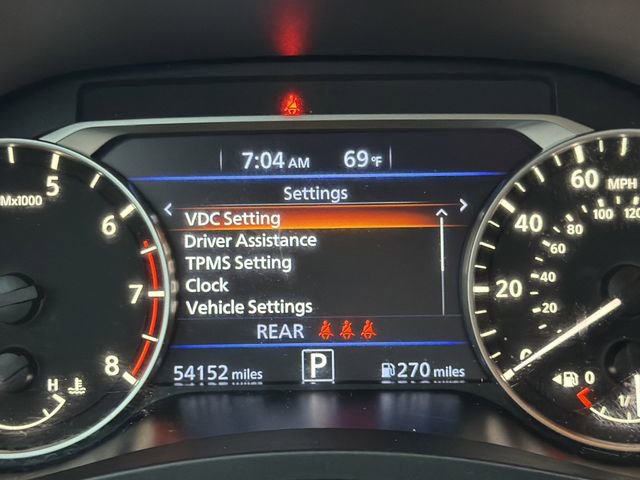 7:04 AM 69°F
Settings
VDC Setting
Driver Assistance
TPMS Setting
Clock
Vehicle Settings
REAR
54152 miles P 270 miles
x1000 5 6 7 8
H
0 20 40 60 MPH
20 40 60 80 100 120
0